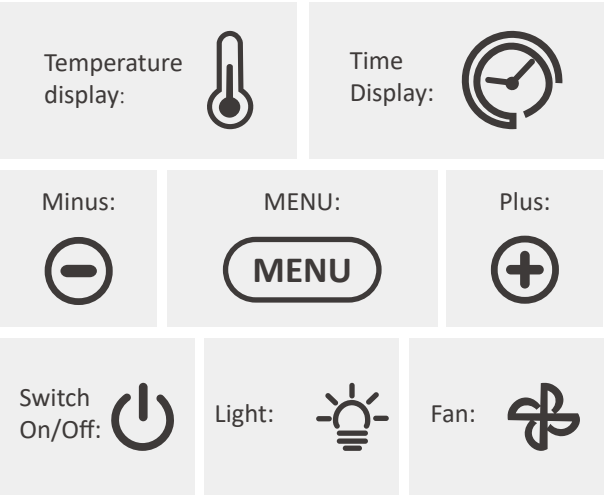 Temperature
display:
Time
Display:
Minus:
MENU:
Plus:
MENU
Switch
On/Off:
Light:
Fan: